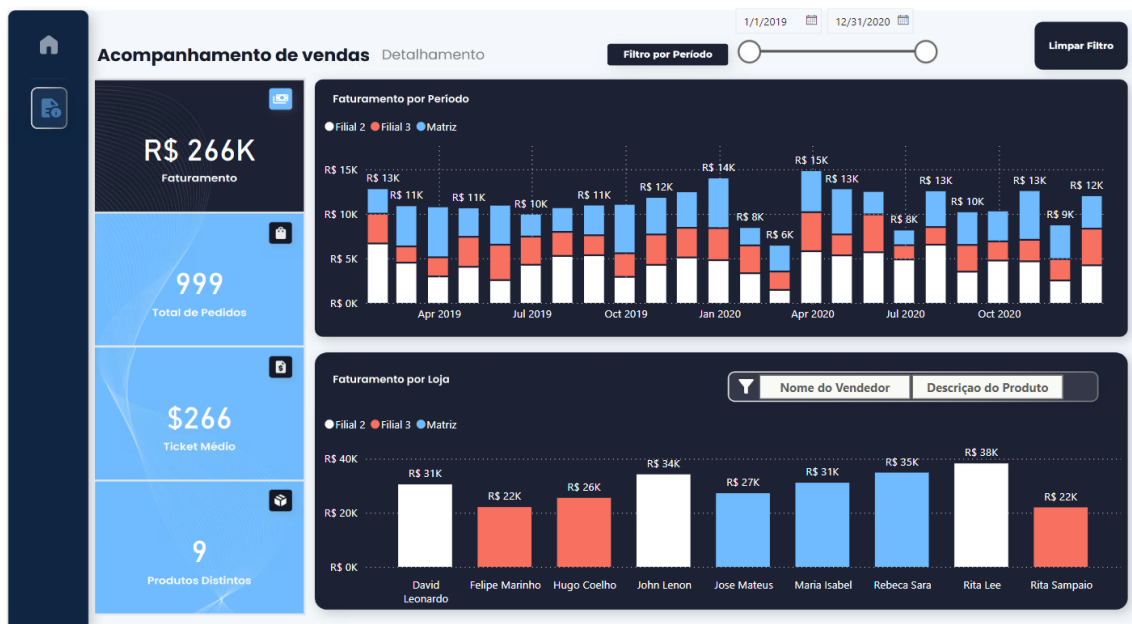 1/1/2019
12/31/2020
Acompanhamento de vendas
Detalhamento
Filtro por Período
Limpar Filtro
R$ 266K
Faturamento
999
Total de Pedidos
$266
Ticket Médio
9
Produtos Distintos
Faturamento por Período
Filial 2 Filial 3 Matriz
R$ 15K
R$ 10K
R$ 5K
R$ 0K
R$ 13K
R$ 11K
R$ 11K
R$ 10K
R$ 11K
R$ 12K
R$ 14K
R$ 8K
R$ 6K
R$ 15K
R$ 13K
R$ 8K
R$ 13K
R$ 10K
R$ 13K
R$ 9K
R$ 12K
Apr 2019 Jul 2019 Oct 2019 Jan 2020 Apr 2020 Jul 2020 Oct 2020
Faturamento por Loja
Nome do Vendedor
Descriçao do Produto
Filial 2 Filial 3 Matriz
R$ 40K
R$ 20K
R$ 0K
R$ 31K
R$ 22K
R$ 26K
R$ 34K
R$ 27K
R$ 31K
R$ 35K
R$ 38K
R$ 22K
David
Leonardo
Felipe Marinho
Hugo Coelho
John Lenon
Jose Mateus
Maria Isabel
Rebeca Sara
Rita Lee
Rita Sampaio